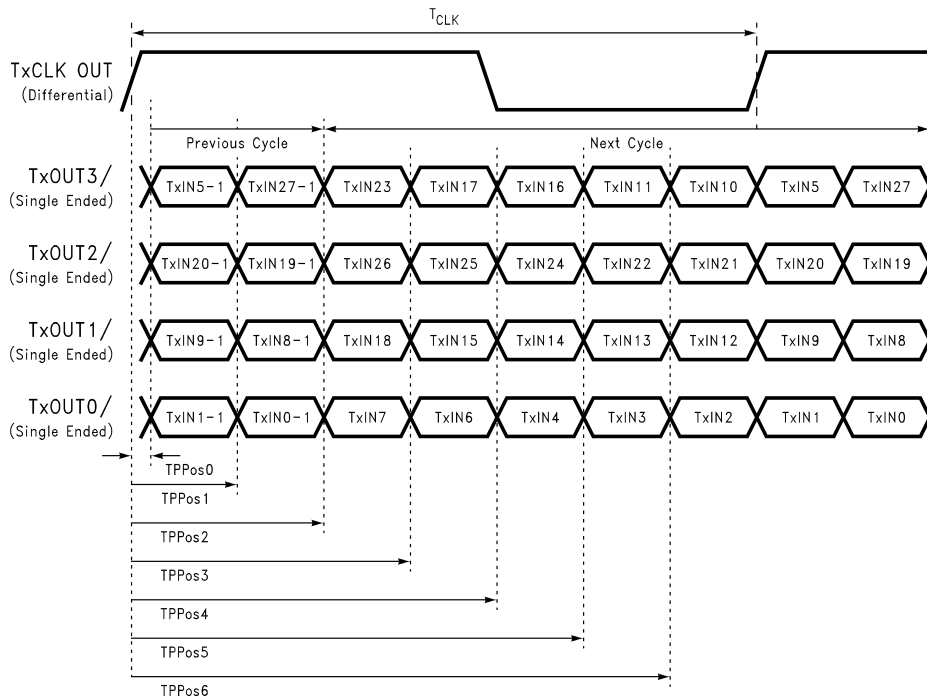 TCLK
TxCLK OUT
(Differential)
Previous Cycle
Next Cycle
TxOUT3/
(Single Ended)
TxIN5-1 TxIN27-1 TxIN23 TxIN17 TxIN16 TxIN11 TxIN10 TxIN5 TxIN27
TxOUT2/
(Single Ended)
TxIN20-1 TxIN19-1 TxIN26 TxIN25 TxIN24 TxIN22 TxIN21 TxIN20 TxIN19
TxOUT1/
(Single Ended)
TxIN9-1 TxIN8-1 TxIN18 TxIN15 TxIN14 TxIN13 TxIN12 TxIN9 TxIN8
TxOUT0/
(Single Ended)
TxIN1-1 TxIN0-1 TxIN7 TxIN6 TxIN4 TxIN3 TxIN2 TxIN1 TxIN0
TPPos0
TPPos1
TPPos2
TPPos3
TPPos4
TPPos5
TPPos6